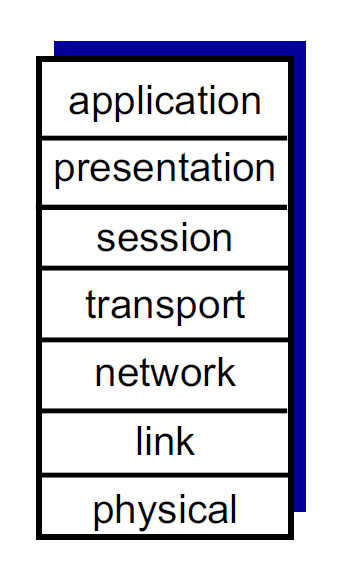 application
presentation
session
transport
network
link
physical